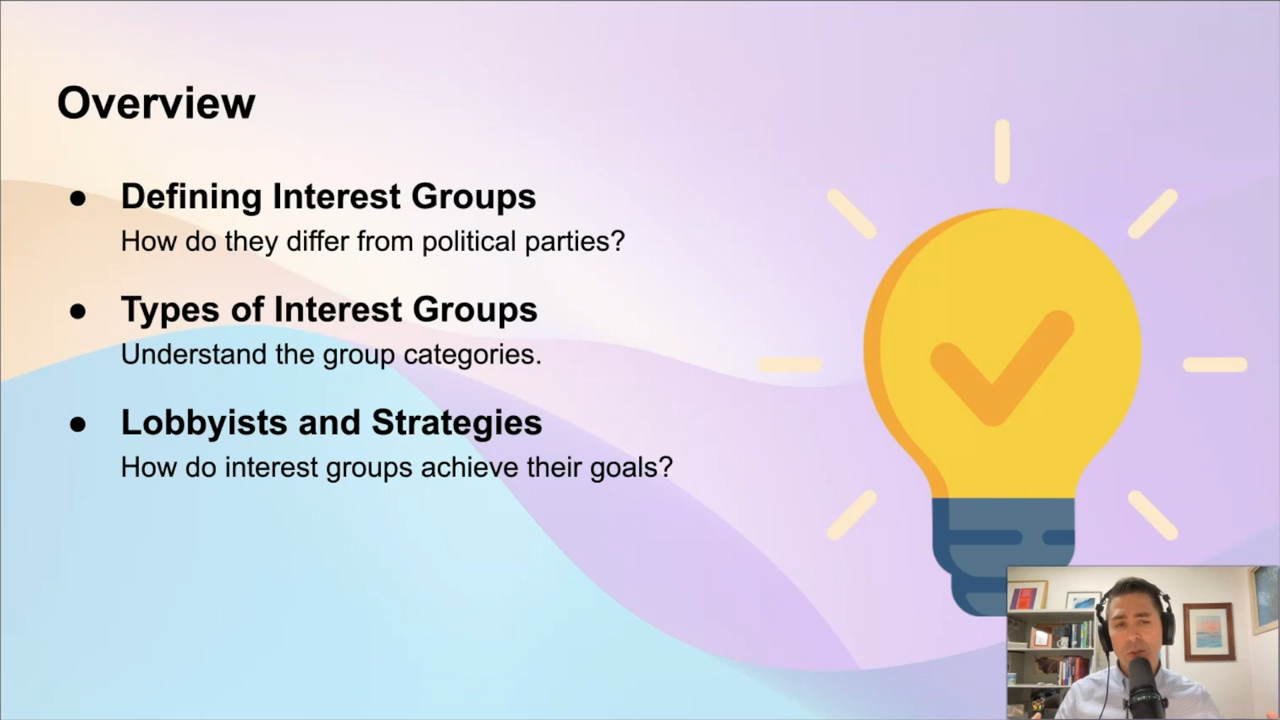 Overview
● Defining Interest Groups
How do they differ from political parties?
● Types of Interest Groups
Understand the group categories.
● Lobbyists and Strategies
How do interest groups achieve their goals?